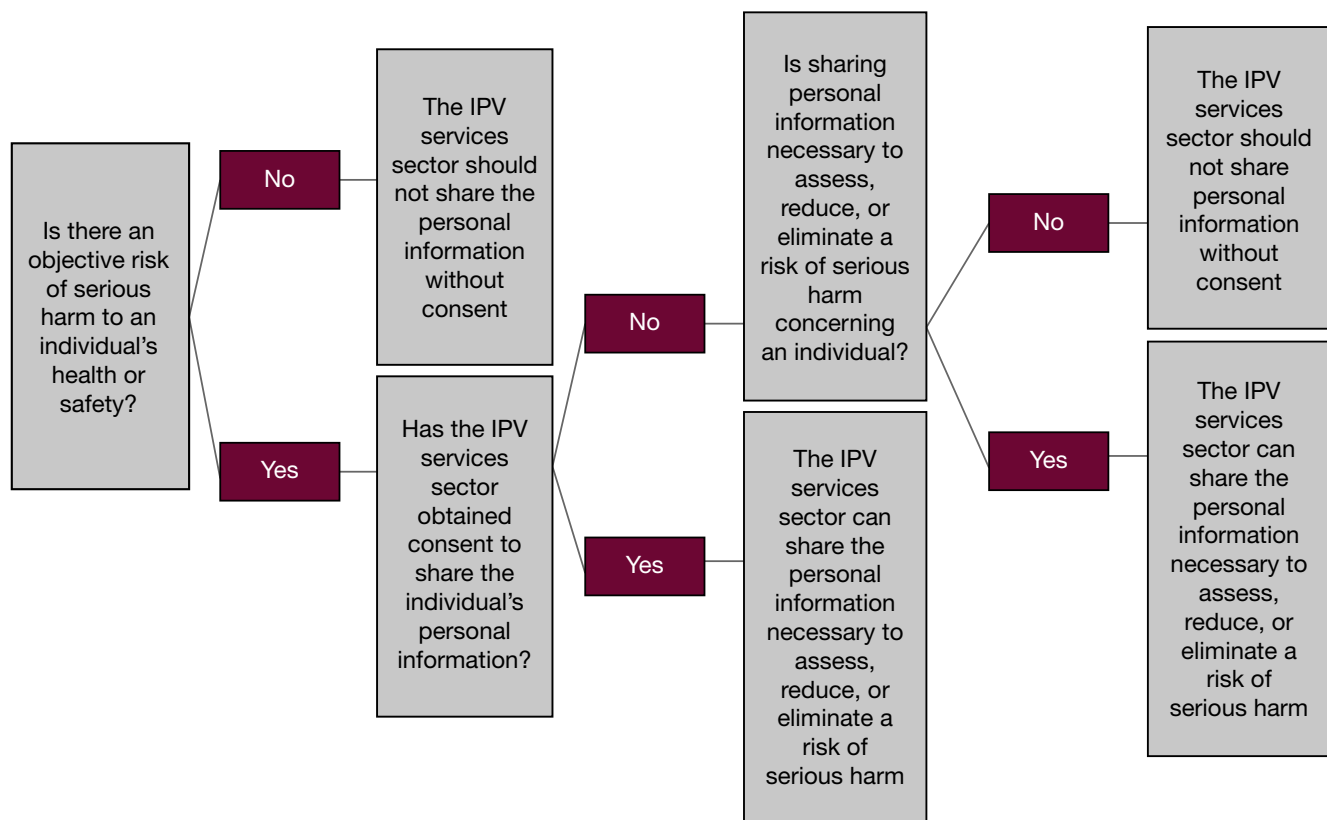 Is there an
objective risk
of serious
harm to an
individual’s
health or
safety?
No
The IPV
services
sector should
not share the
personal
information
without
consent
Yes
Has the IPV
services
sector
obtained
consent to
share the
individual’s
personal
information?
No
Is sharing
personal
information
necessary to
assess,
reduce, or
eliminate a
risk of serious
harm
concerning
an individual?
Yes
The IPV
services
sector can
share the
personal
information
necessary to
assess,
reduce, or
eliminate a
risk of
serious harm
No
The IPV
services
sector should
not share
personal
information
without
consent
Yes
The IPV
services
sector can
share the
personal
information
necessary to
assess,
reduce, or
eliminate a
risk of
serious harm